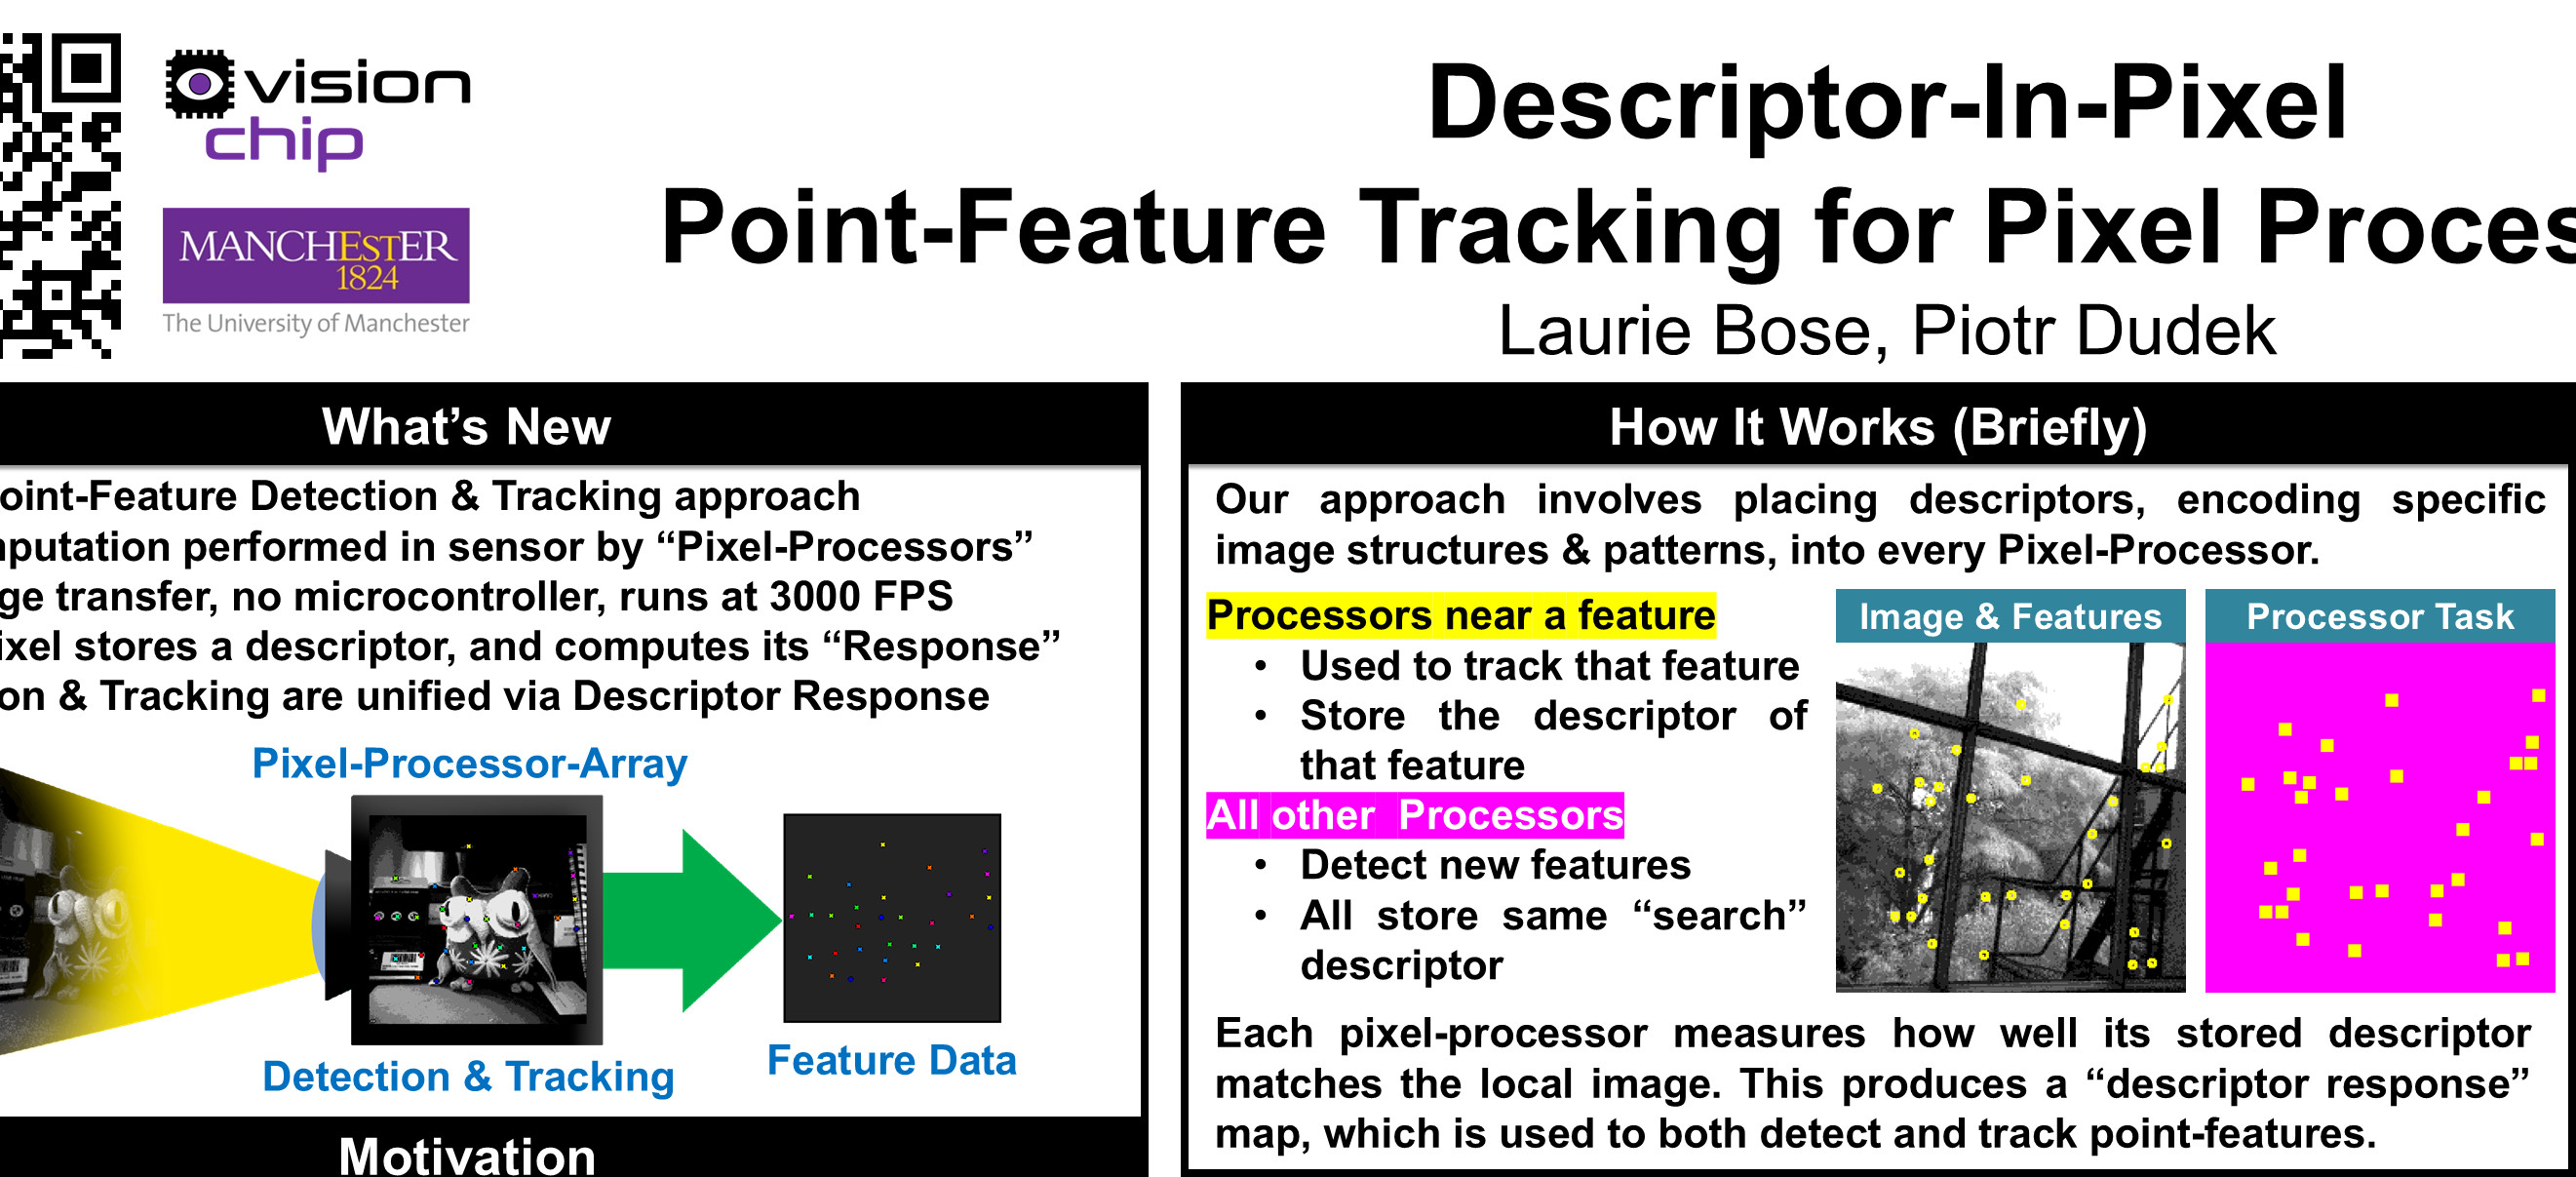 vision
chip
MANCHESTER
1824
The University of Manchester
Descriptor-In-Pixel
Point-Feature Tracking for Pixel
Laurie Bose, Piotr Dudek
What's New
Detection & Tracking approach
performed in sensor by “Pixel-Processors”
transfer, no microcontroller, runs at 3000 FPS
stores a descriptor, and computes its “Response”
& Tracking are unified via Descriptor Response
Pixel-Processor-Array
Detection & Tracking
Feature Data
Motivation
How It Works (Briefly)
Our approach involves placing descriptors, encoding specific
image structures & patterns, into every Pixel-Processor.
Processors near a feature
• Used to track that feature
• Store the descriptor of
that feature
All other Processors
• Detect new features
• All store same “search”
descriptor
Image & Features
Processor Task
Each pixel-processor measures how well its stored descriptor
matches the local image. This produces a “descriptor response”
map, which is used to both detect and track point-features.